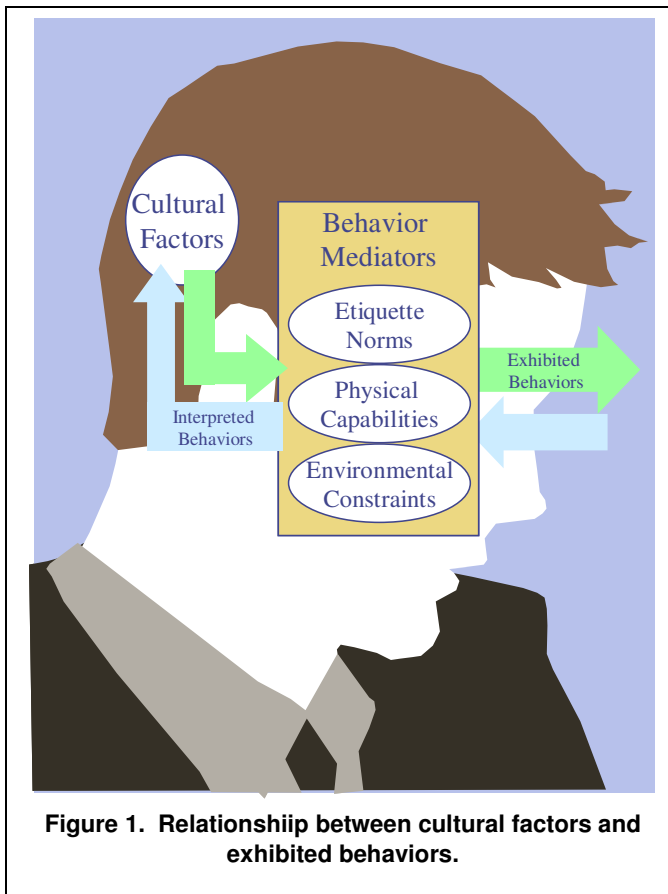 Cultural
Factors
Behavior
Mediators
Etiquette
Norms
Physical
Capabilities
Environmental
Constraints
Interpreted
Behaviors
Exhibited
Behaviors
Figure 1.  Relationshiip between cultural factors and
exhibited behaviors.